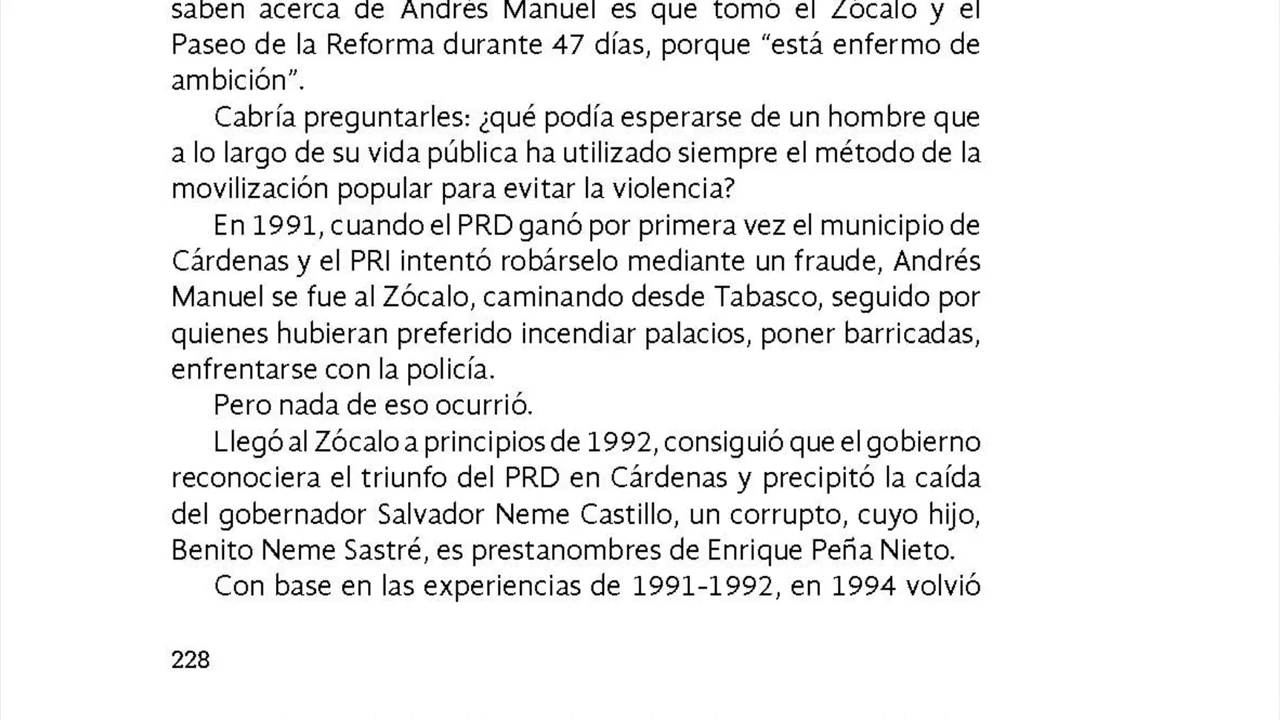 saben acerca de Andrés Manuel es que tomó el Zócalo y el
Paseo de la Reforma durante 47 días, porque “está enfermo de
ambición”.
Cabría preguntarles: ¿qué podía esperarse de un hombre que
a lo largo de su vida pública ha utilizado siempre el método de la
movilización popular para evitar la violencia?
En 1991, cuando el PRD ganó por primera vez el municipio de
Cárdenas y el PRI intentó robárselo mediante un fraude, Andrés
Manuel se fue al Zócalo, caminando desde Tabasco, seguido por
quienes hubieran preferido incendiar palacios, poner barricadas,
enfrentarse con la policía.
Pero nada de eso ocurrió.
Llegó al Zócalo a principios de 1992, consiguió que el gobierno
reconociera el triunfo del PRD en Cárdenas y precipitó la caída
del gobernador Salvador Neme Castillo, un corrupto, cuyo hijo,
Benito Neme Sastré, es prestanombres de Enrique Peña Nieto.
Con base en las experiencias de 1991-1992, en 1994 volvió
228